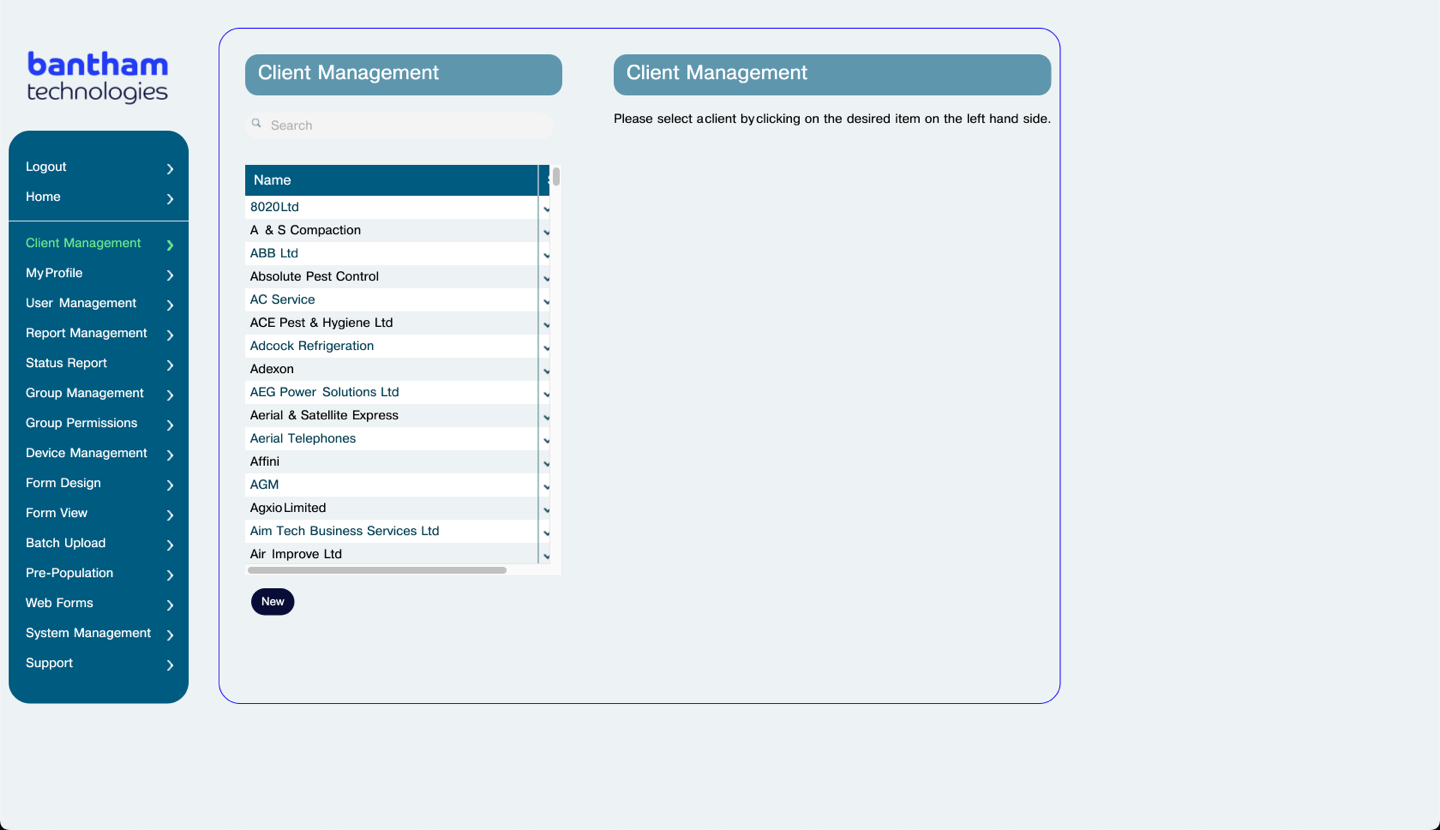 bantham
technologies
Logout
Home
Client Management
My Profile
User Management
Report Management
Status Report
Group Management
Group Permissions
Device Management
Form Design
Form View
Batch Upload
Pre-Population
Web Forms
System Management
Support
Client Management
Search
Name
8020 Ltd
A & S Compaction
ABB Ltd
Absolute Pest Control
AC Service
ACE Pest & Hygiene Ltd
Adcock Refrigeration
Adexon
AEG Power Solutions Ltd
Aerial & Satellite Express
Aerial Telephones
Affini
AGM
Agxio Limited
Aim Tech Business Services Ltd
Air Improve Ltd
New
Client Management
Please select a client by clicking on the desired item on the left hand side.